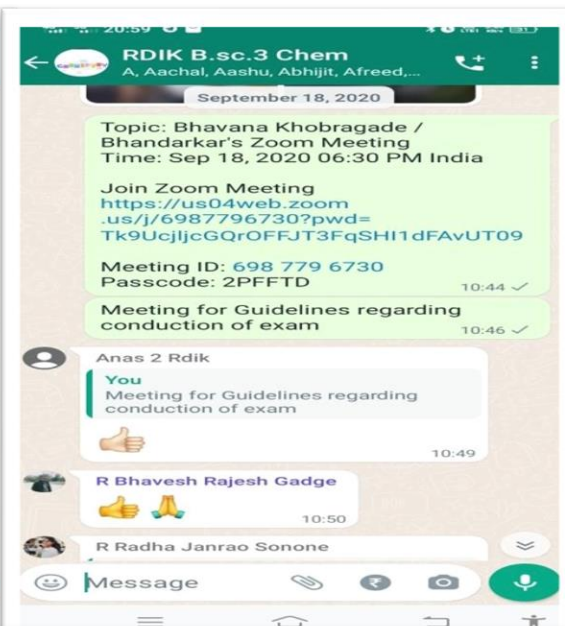 20:59
RDIK B.sc.3 Chem
A, Aachal, Aashu, Abhijit, Afreed,...
September 18, 2020
Topic: Bhavana Khobragade /
Bhandarkar's Zoom Meeting
Time: Sep 18, 2020 06:30 PM India
Join Zoom Meeting
https://us04web.zoom
.us/j/6987796730?pwd=
Tk9UcjljcGQrOFFJT3FqSHI1dFAvUT09
Meeting ID: 698 779 6730
Passcode: 2PFFTD
10:44
Meeting for Guidelines regarding
conduction of exam
10:46
Anas 2 Rdik
You
Meeting for Guidelines regarding
conduction of exam
10:49
R Bhavesh Rajesh Gadge
10:50
R Radha Janrao Sonone
Message